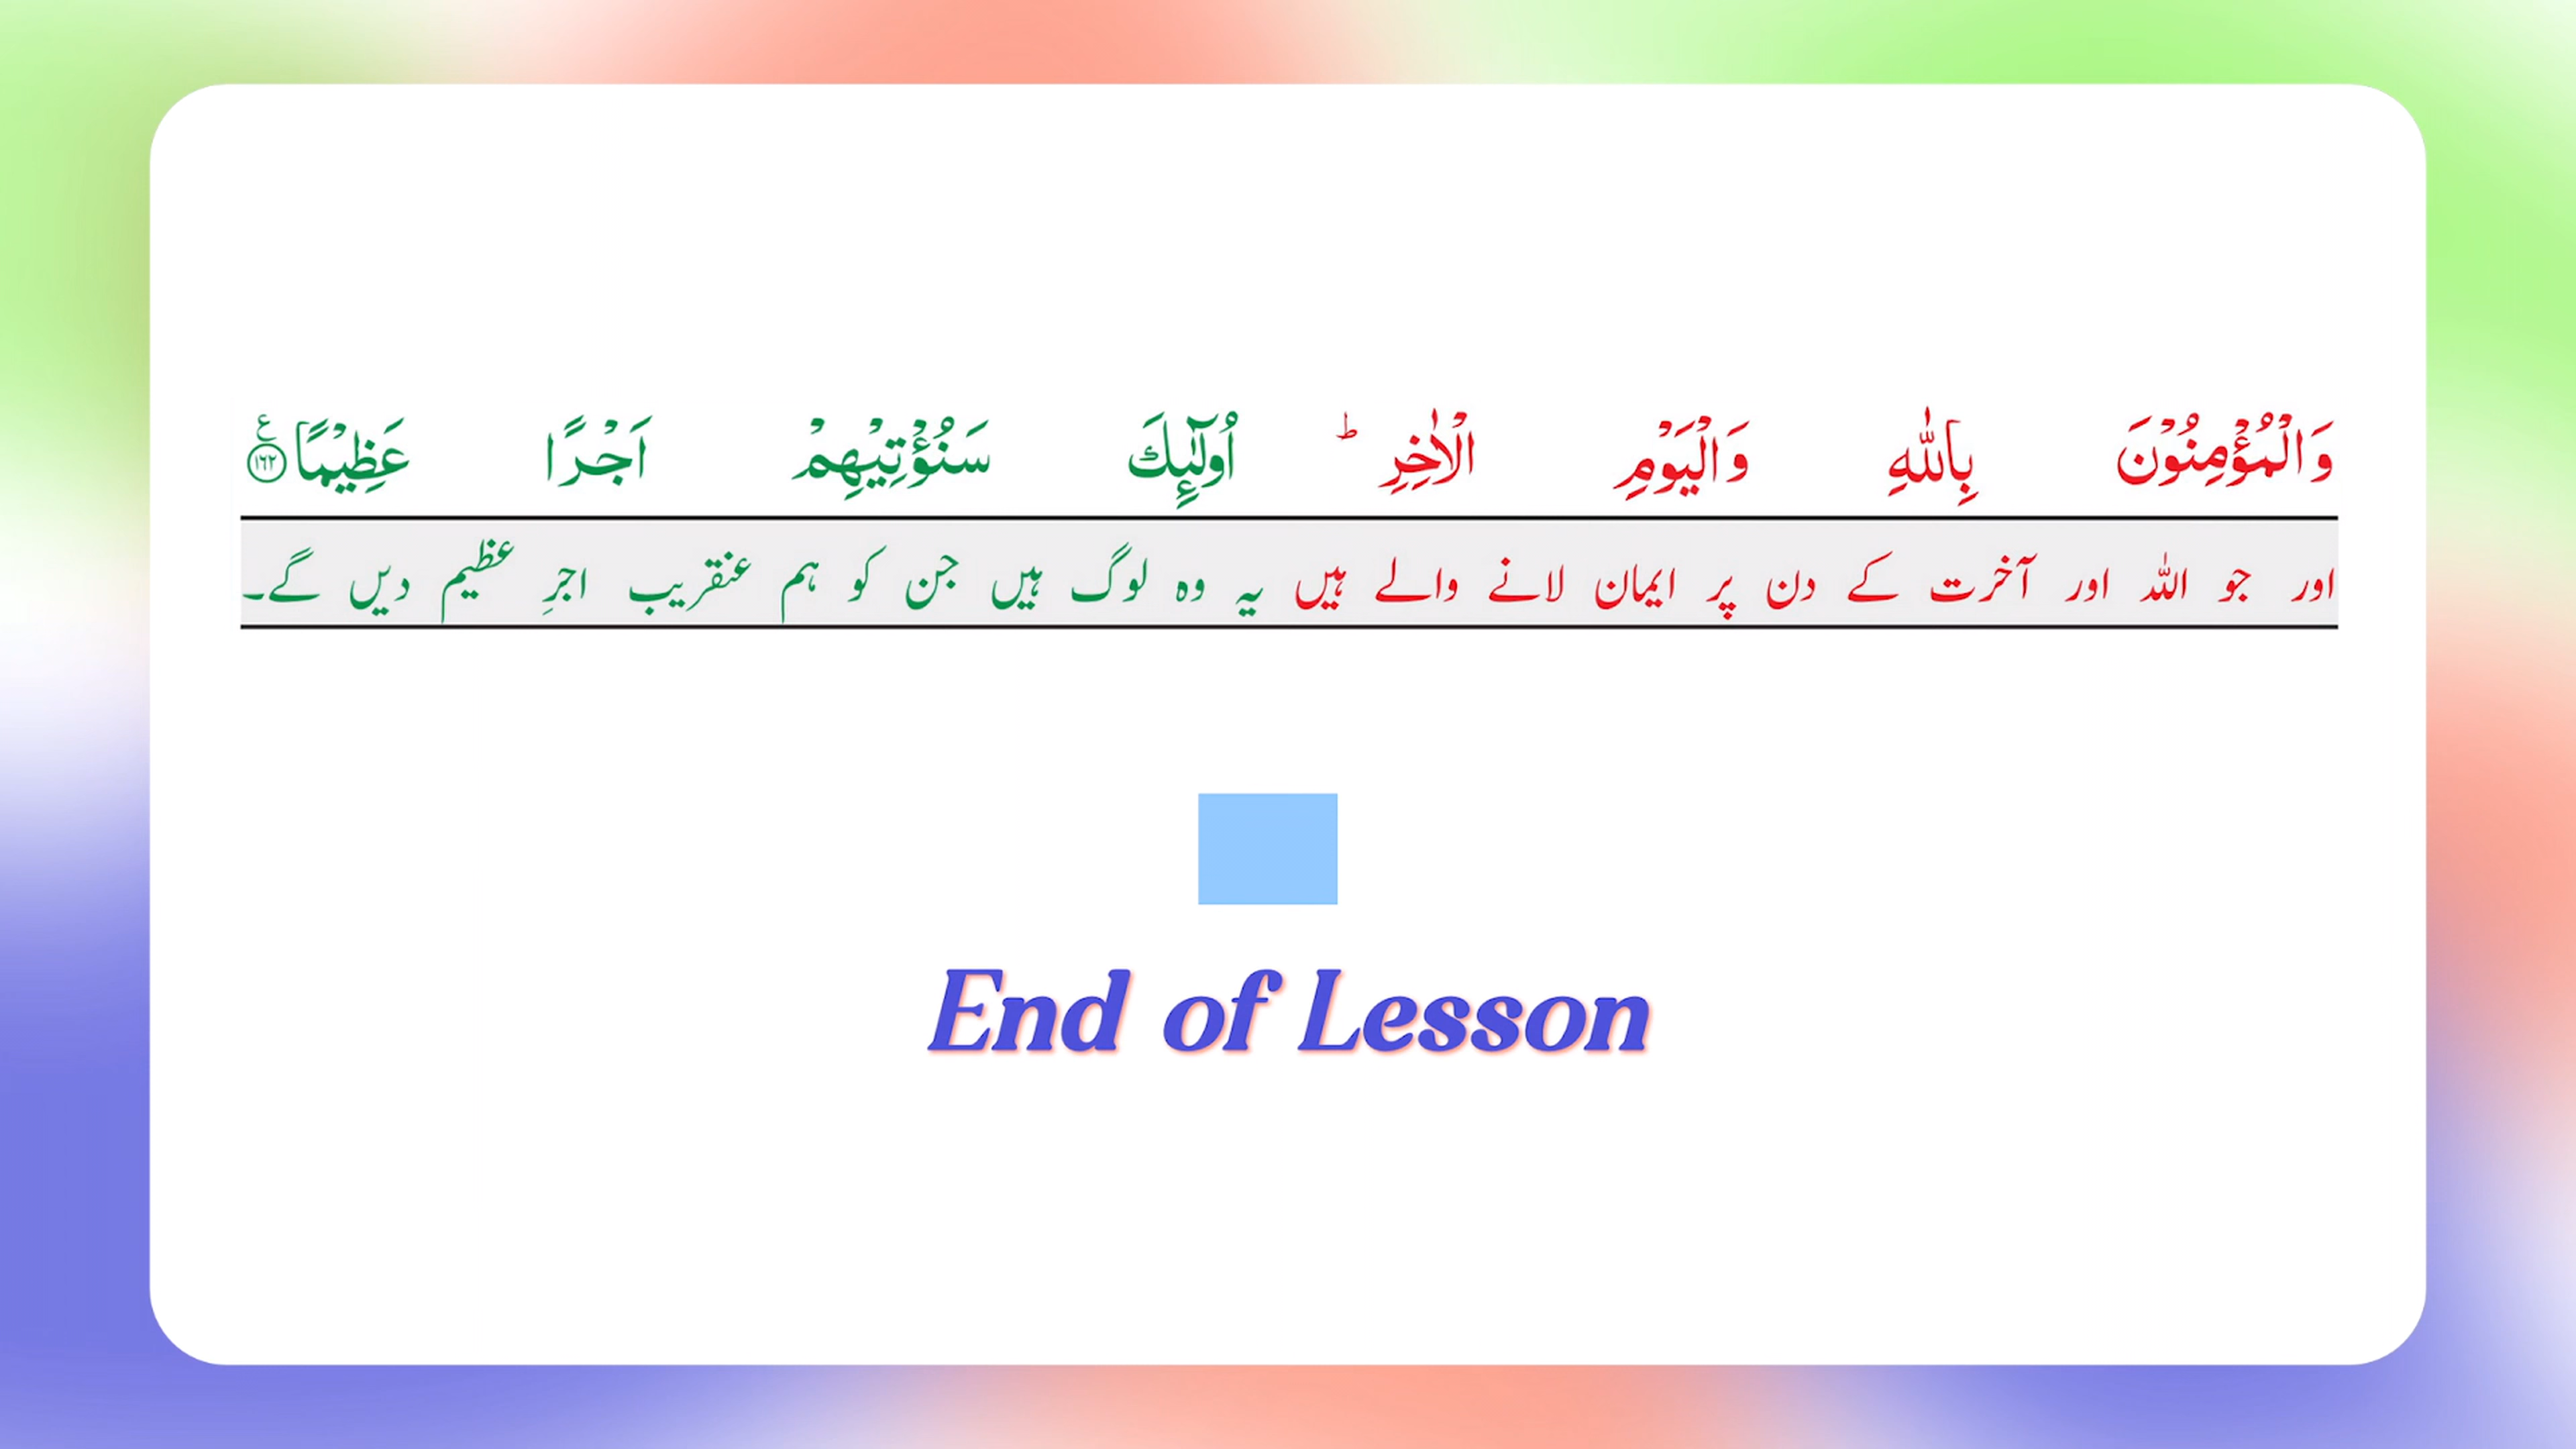 وَالْمُؤْمِنُوْنَ بِاللّٰهِ وَالْيَوْمِ الْاٰخِرِ ؕ اُولٰٓئِكَ سَنُؤْتِيْهِمْ اَجْرًا عَظِيْمًا ۧ ١٦٢
اور جو اللہ اور آخرت کے دن پر ایمان لانے والے ہیں یہ وہ لوگ ہیں جن کو ہم عنقریب اجرِ عظیم دیں گے۔
End of Lesson